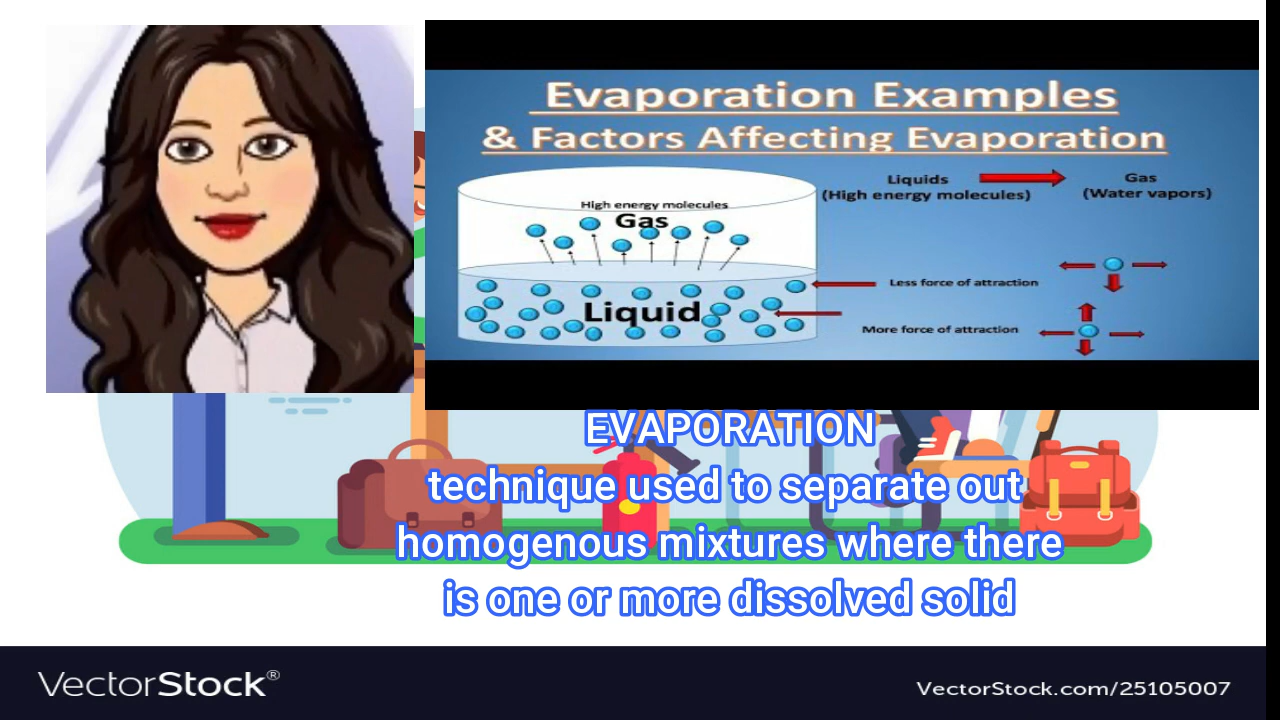 Evaporation Examples
& Factors Affecting Evaporation
Liquids
(High energy molecules)
Gas
(Water vapors)
High energy molecules
Gas
Less force of attraction
Liquid
More force of attraction
EVAPORATION
technique used to separate out
homogenous mixtures where there
is one or more dissolved solid
VectorStock®
VectorStock.com/25105007